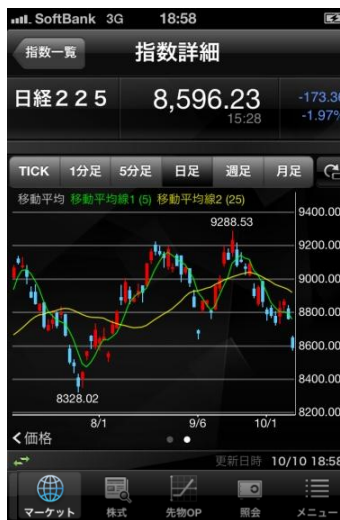 SoftBank 3G 18:58
指数一覧 指数詳細
日経２２５ 8,596.23 -173.36
15:28 -1.97%
TICK 1分足 5分足 日足 週足 月足
移動平均 移動平均線1 (5) 移動平均線2 (25)
9288.53
9400.00
9200.00
9000.00
8800.00
8600.00
8400.00
8328.02
8200.00
8/1 9/6 10/1
価格
更新日時 10/10 18:58
マーケット 株式 先物OP 照会 メニュー